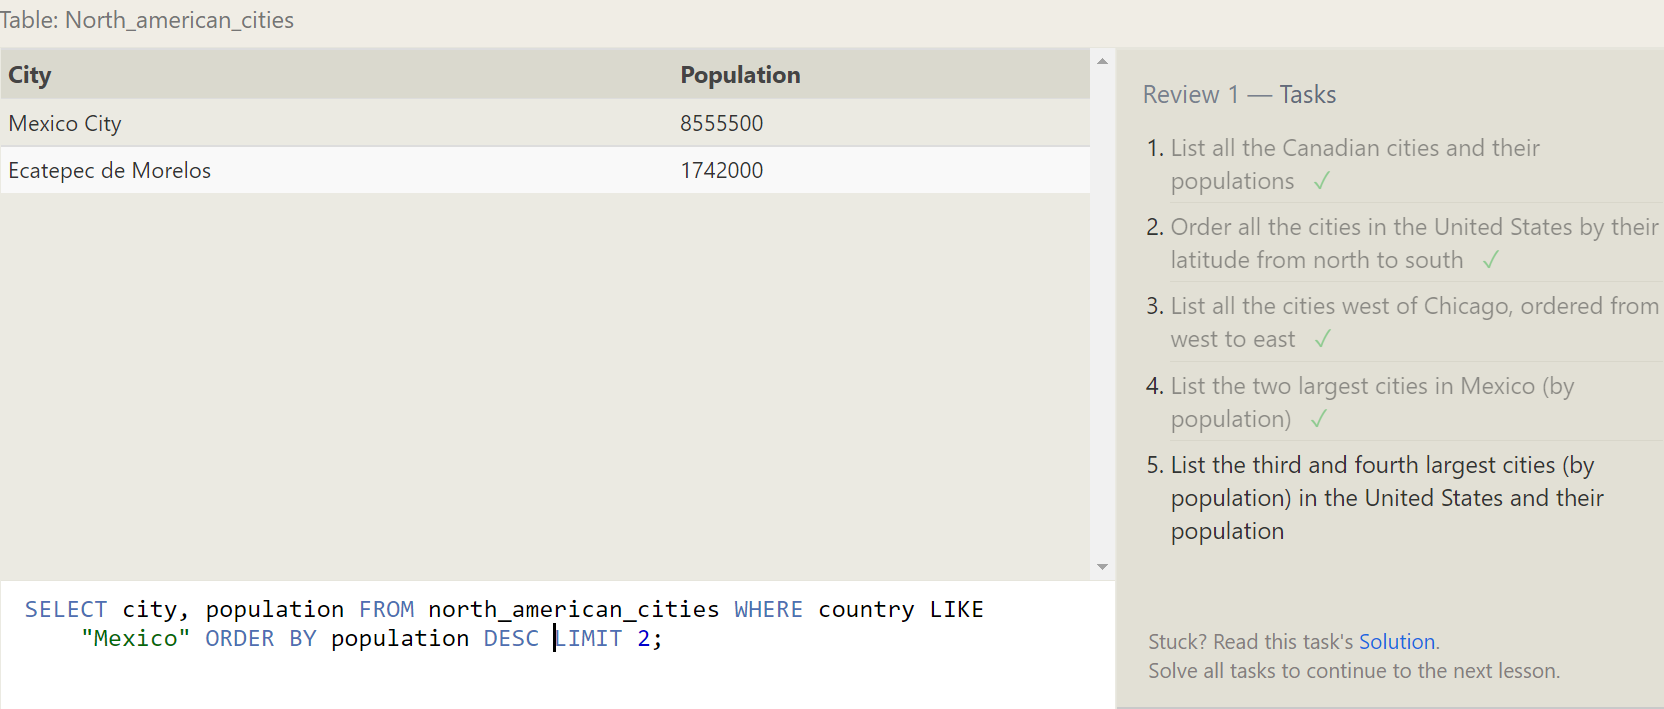 Table: North_american_cities
City Population
Mexico City 8555500
Ecatepec de Morelos 1742000
Review 1 — Tasks
1. List all the Canadian cities and their
populations ✓
2. Order all the cities in the United States by their
latitude from north to south ✓
3. List all the cities west of Chicago, ordered from
west to east ✓
4. List the two largest cities in Mexico (by
population) ✓
5. List the third and fourth largest cities (by
population) in the United States and their
population
Stuck? Read this task's Solution.
Solve all tasks to continue to the next lesson.
SELECT city, population FROM north_american_cities WHERE country LIKE
"Mexico" ORDER BY population DESC LIMIT 2;